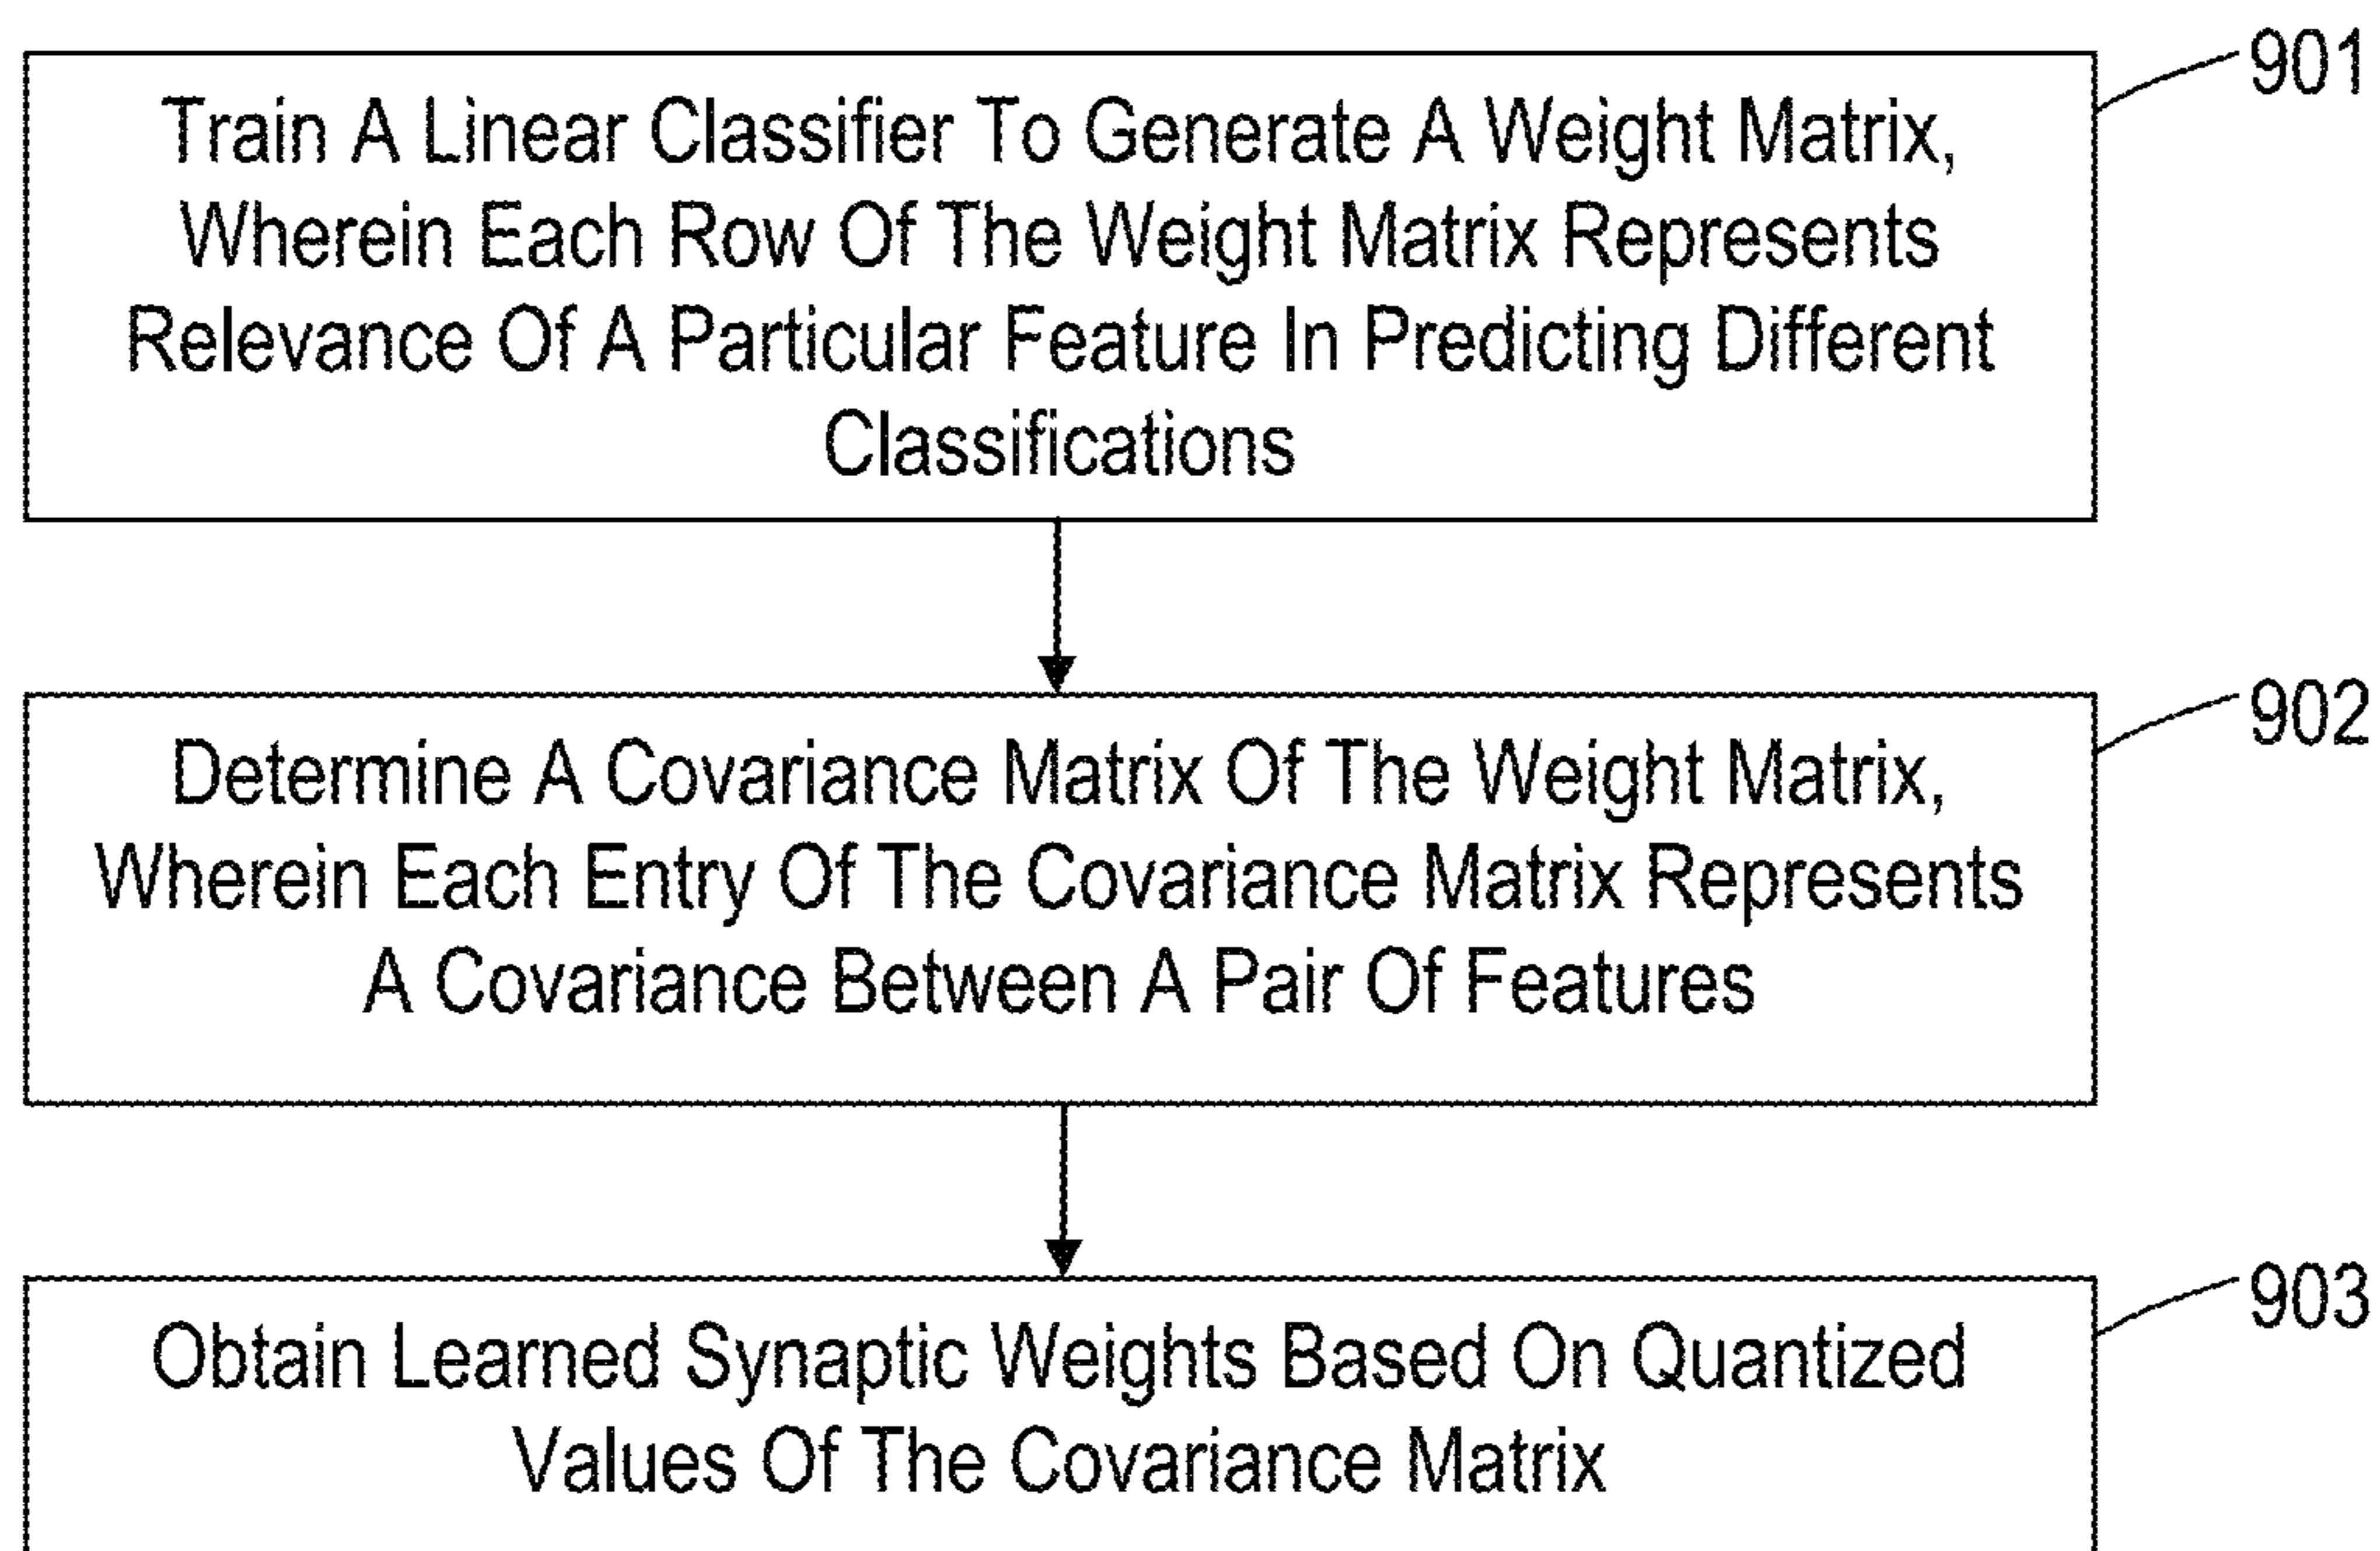 901
Train A Linear Classifier To Generate A Weight Matrix,
Wherein Each Row Of The Weight Matrix Represents
Relevance Of A Particular Feature In Predicting Different
Classifications
902
Determine A Covariance Matrix Of The Weight Matrix,
Wherein Each Entry Of The Covariance Matrix Represents
A Covariance Between A Pair Of Features
903
Obtain Learned Synaptic Weights Based On Quantized
Values Of The Covariance Matrix